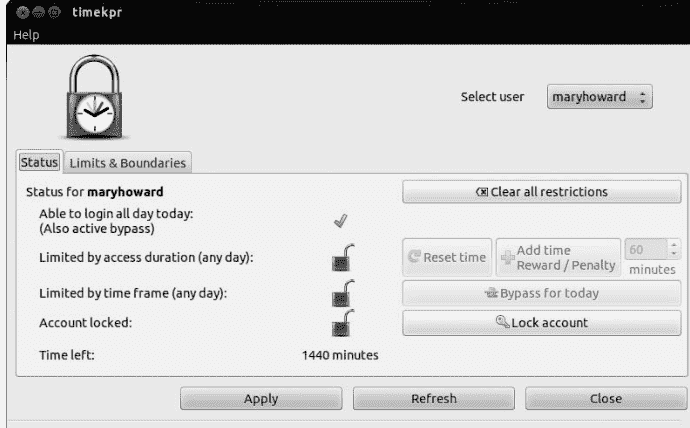 timekpr
Help
Select user
maryhoward
Status
Limits & Boundaries
Status for maryhoward
Clear all restrictions
Able to login all day today:
(Also active bypass)
Limited by access duration (any day):
Reset time
Add time
Reward / Penalty
60
minutes
Limited by time frame (any day):
Bypass for today
Account locked:
Lock account
Time left:
1440 minutes
Apply
Refresh
Close